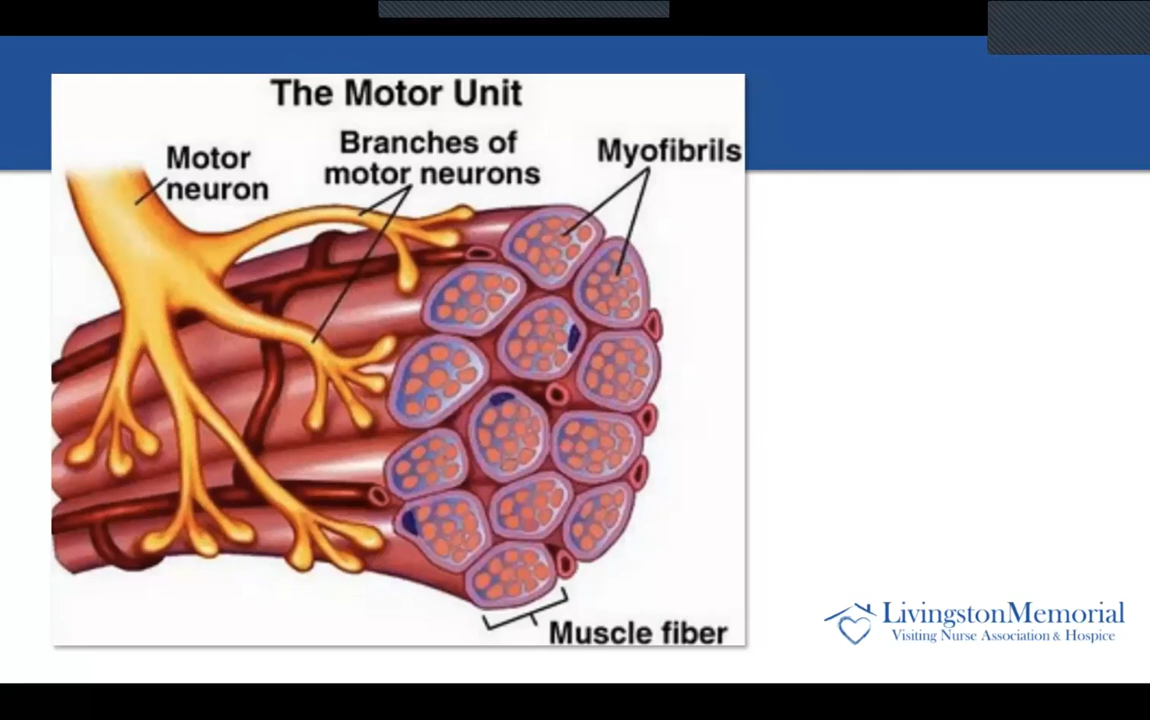 The Motor Unit
Motor
neuron
Branches of
motor neurons
Myofibrils
Muscle fiber
LivingstonMemorial
Visiting Nurse Association & Hospice